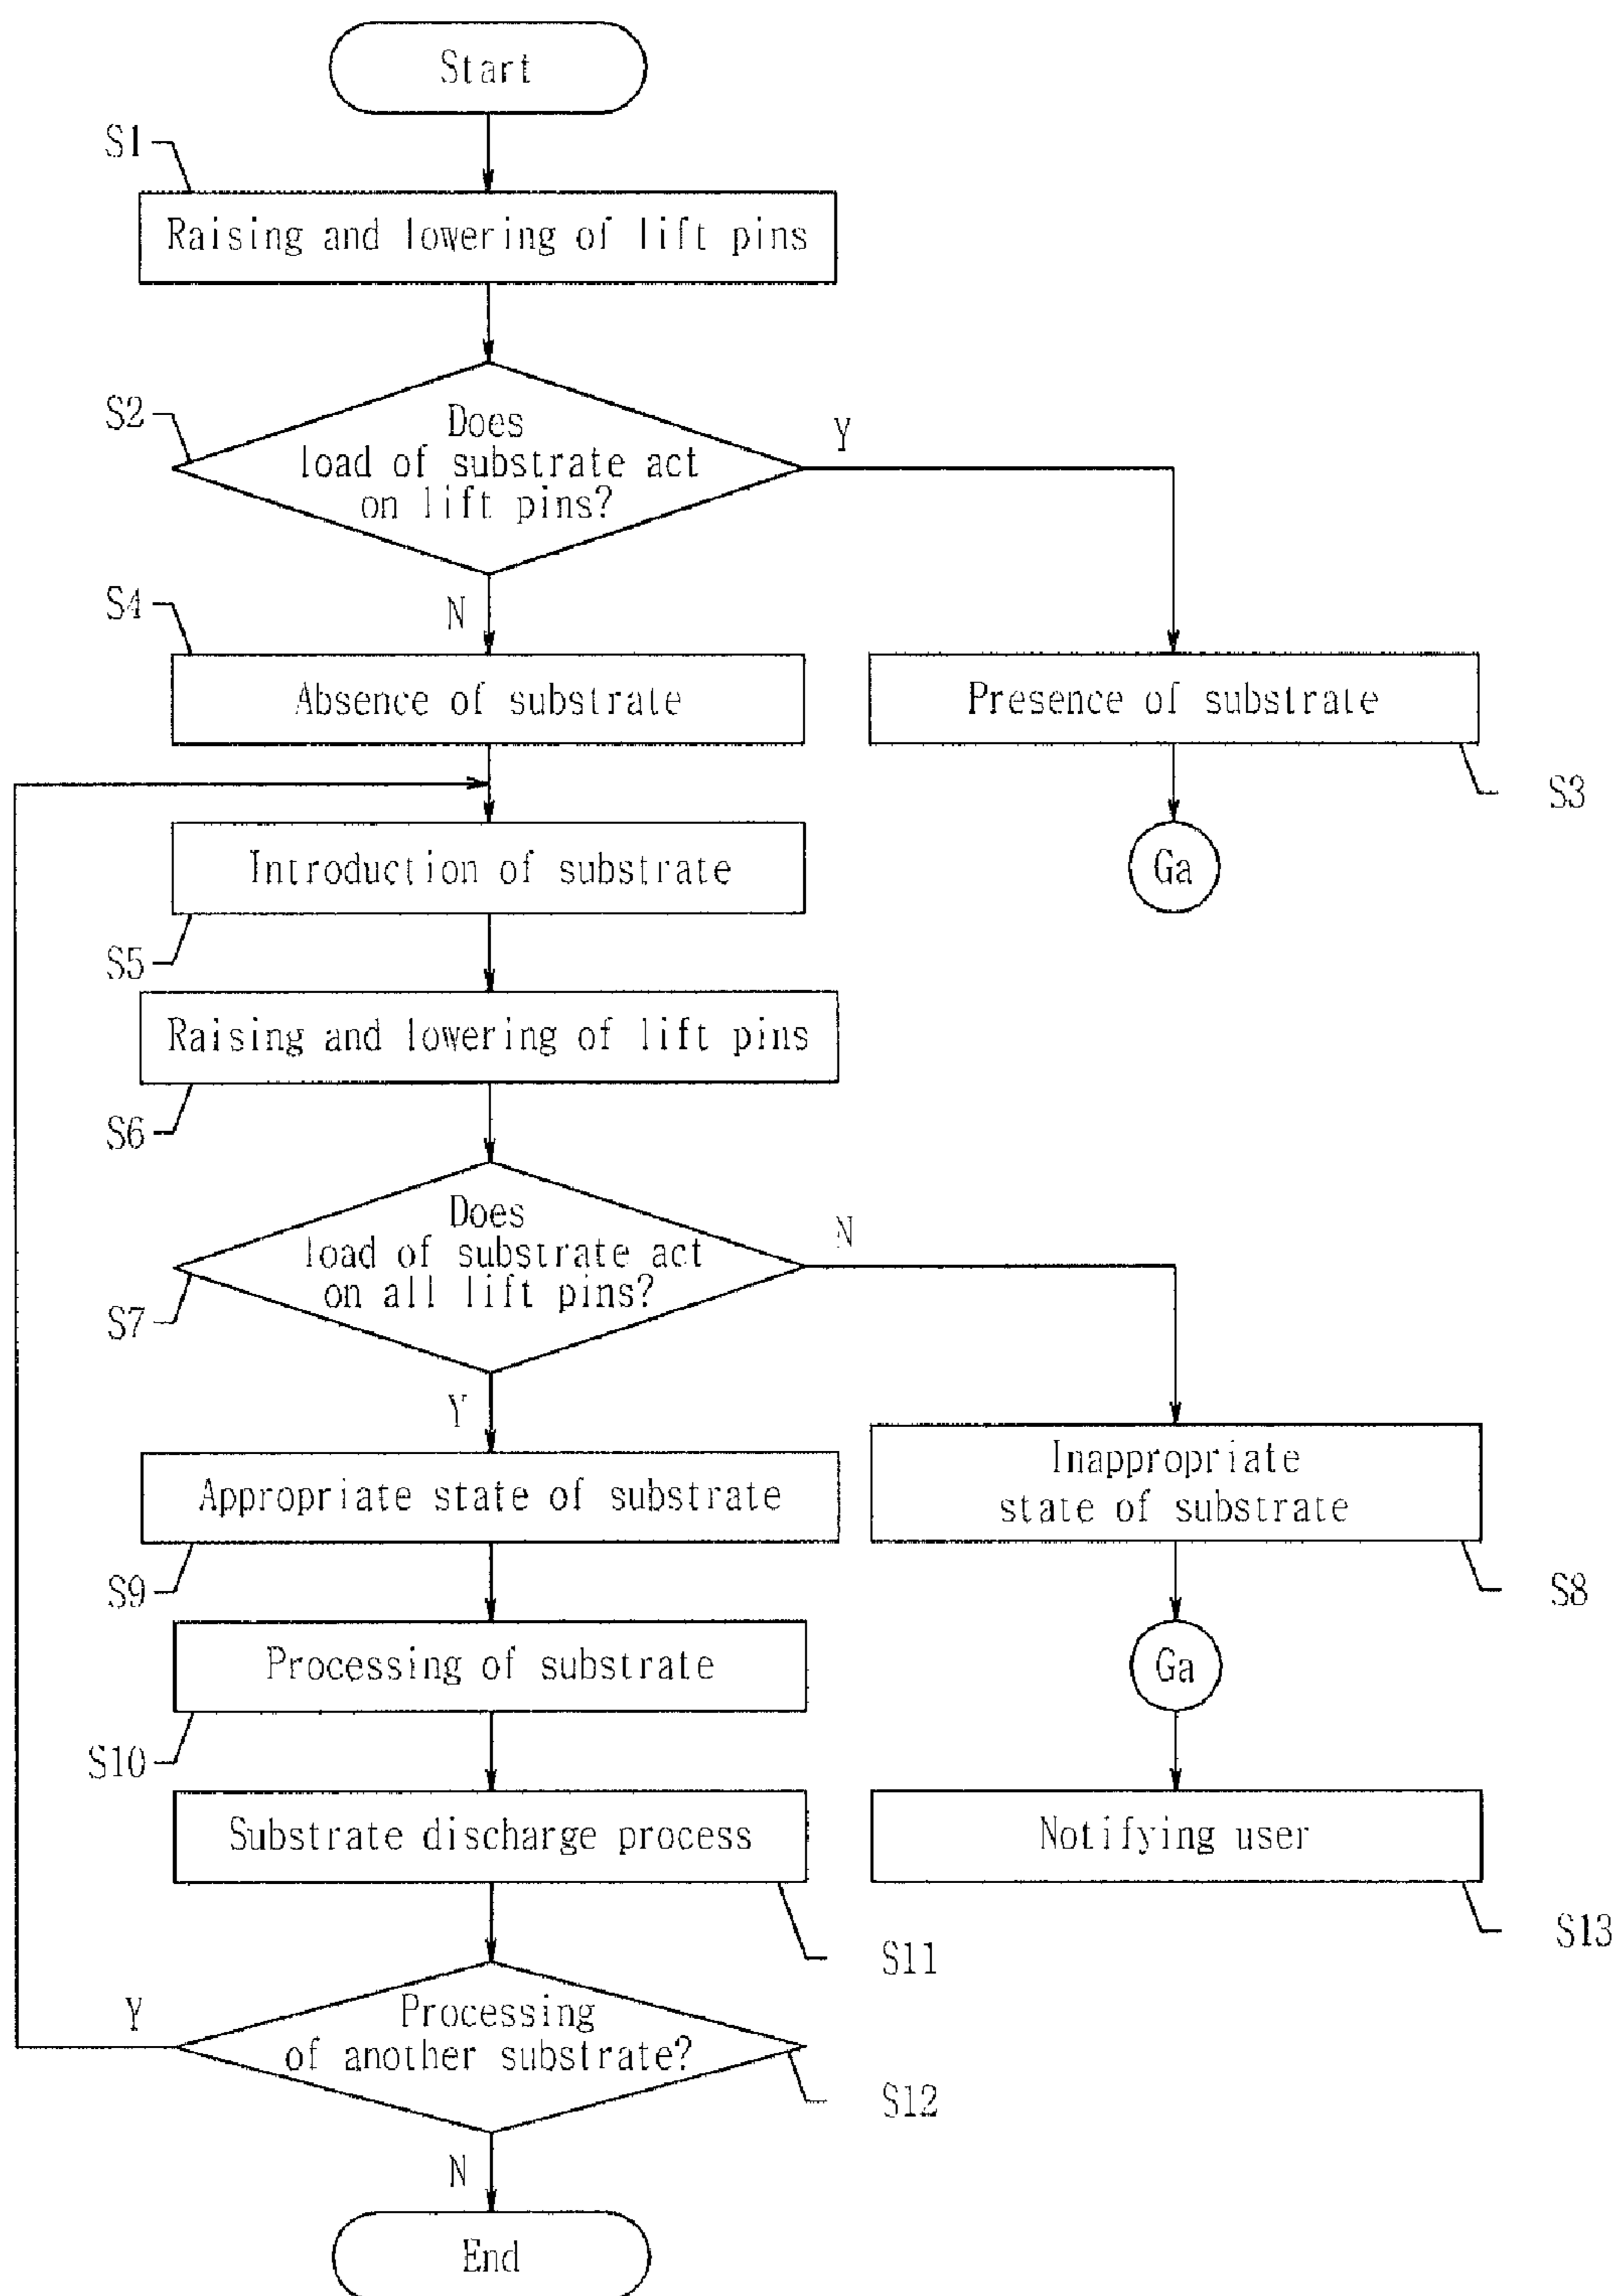 Start
S1
Raising and lowering of lift pins
S2
Does
load of substrate act
on lift pins?
Y
N
S4
Absence of substrate
Presence of substrate
S3
Introduction of substrate
Ga
S5
Raising and lowering of lift pins
S6
Does
load of substrate act
on all lift pins?
N
S7
Y
Appropriate state of substrate
Inappropriate
state of substrate
S9
S8
Processing of substrate
Ga
S10
Substrate discharge process
Notifying user
S13
S11
Processing
of another substrate?
Y
S12
N
End